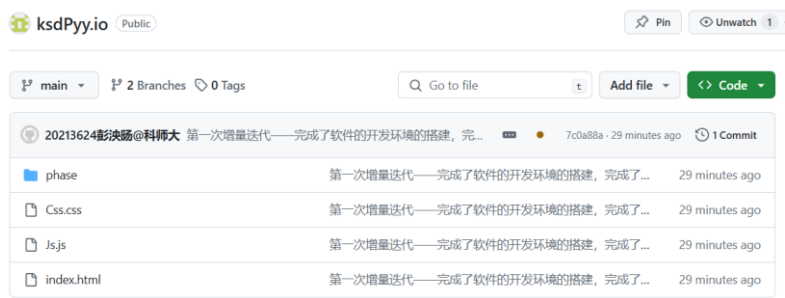 ksdPyy.io Public Pin Unwatch 1
main 2 Branches 0 Tags Go to file t Add file <> Code
20213624彭泱旸@科师大 第一次增量迭代——完成了软件的开发环境的搭建，完... 7c0a88a · 29 minutes ago 1 Commit
phase 第一次增量迭代——完成了软件的开发环境的搭建，完成了... 29 minutes ago
Css.css 第一次增量迭代——完成了软件的开发环境的搭建，完成了... 29 minutes ago
Js.js 第一次增量迭代——完成了软件的开发环境的搭建，完成了... 29 minutes ago
index.html 第一次增量迭代——完成了软件的开发环境的搭建，完成了... 29 minutes ago